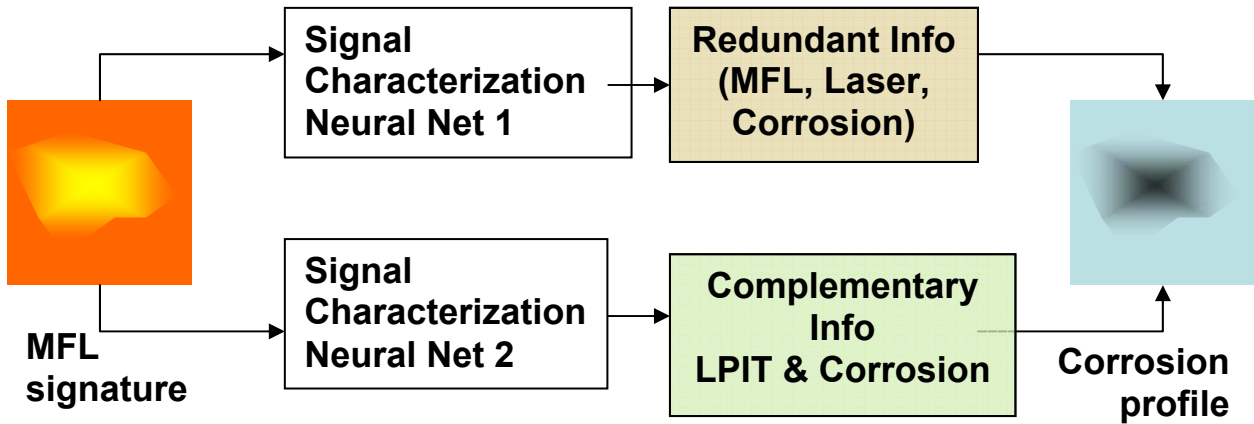 Signal
Characterization
Neural Net 1
Redundant Info
(MFL, Laser,
Corrosion)
MFL
signature
Signal
Characterization
Neural Net 2
Complementary
Info
LPIT & Corrosion
Corrosion
profile